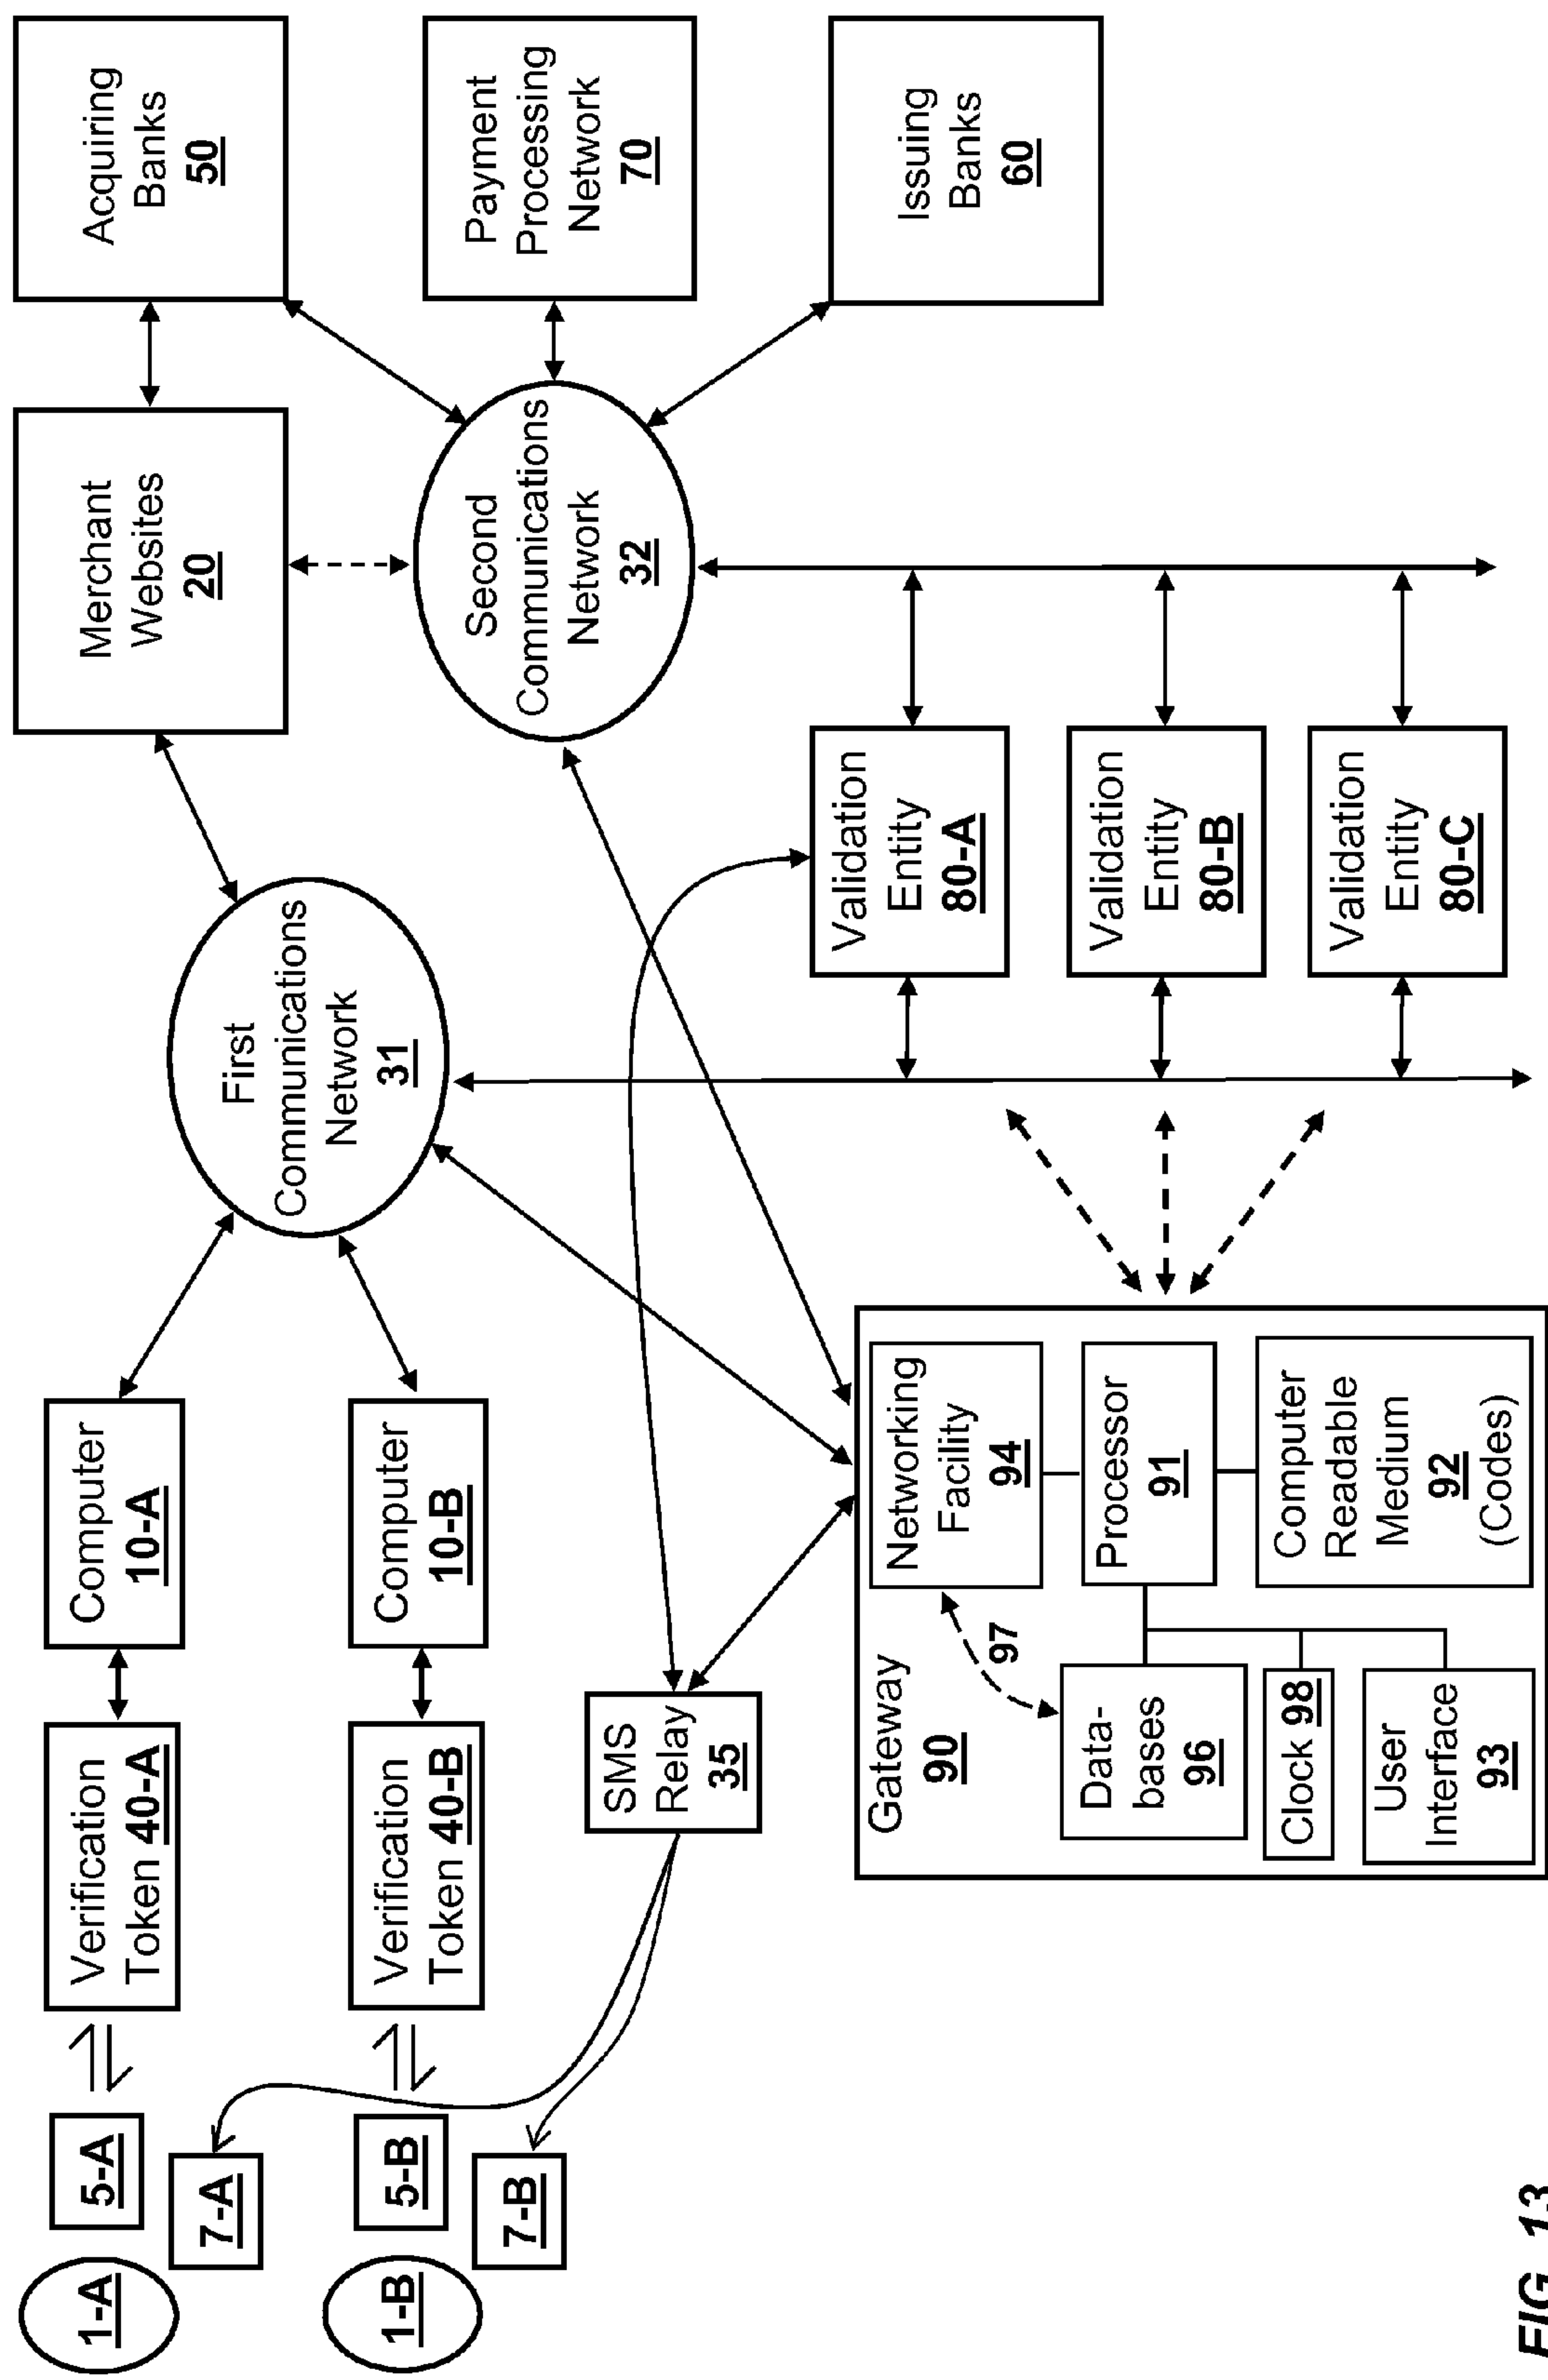 1-A
5-A
7-A
Verification
Token 40-A
Computer
10-A
1-B
5-B
7-B
Verification
Token 40-B
Computer
10-B
First
Communications
Network
31
Merchant
Websites
20
Acquiring
Banks
50
Second
Communications
Network
32
Payment
Processing
Network
70
Issuing
Banks
60
SMS
Relay
35
Gateway
90
97
Networking
Facility
94
Data-
bases
96
Processor
91
Clock 98
User
Interface
93
Computer
Readable
Medium
92
(Codes)
Validation
Entity
80-A
Validation
Entity
80-B
Validation
Entity
80-C
FIG. 13